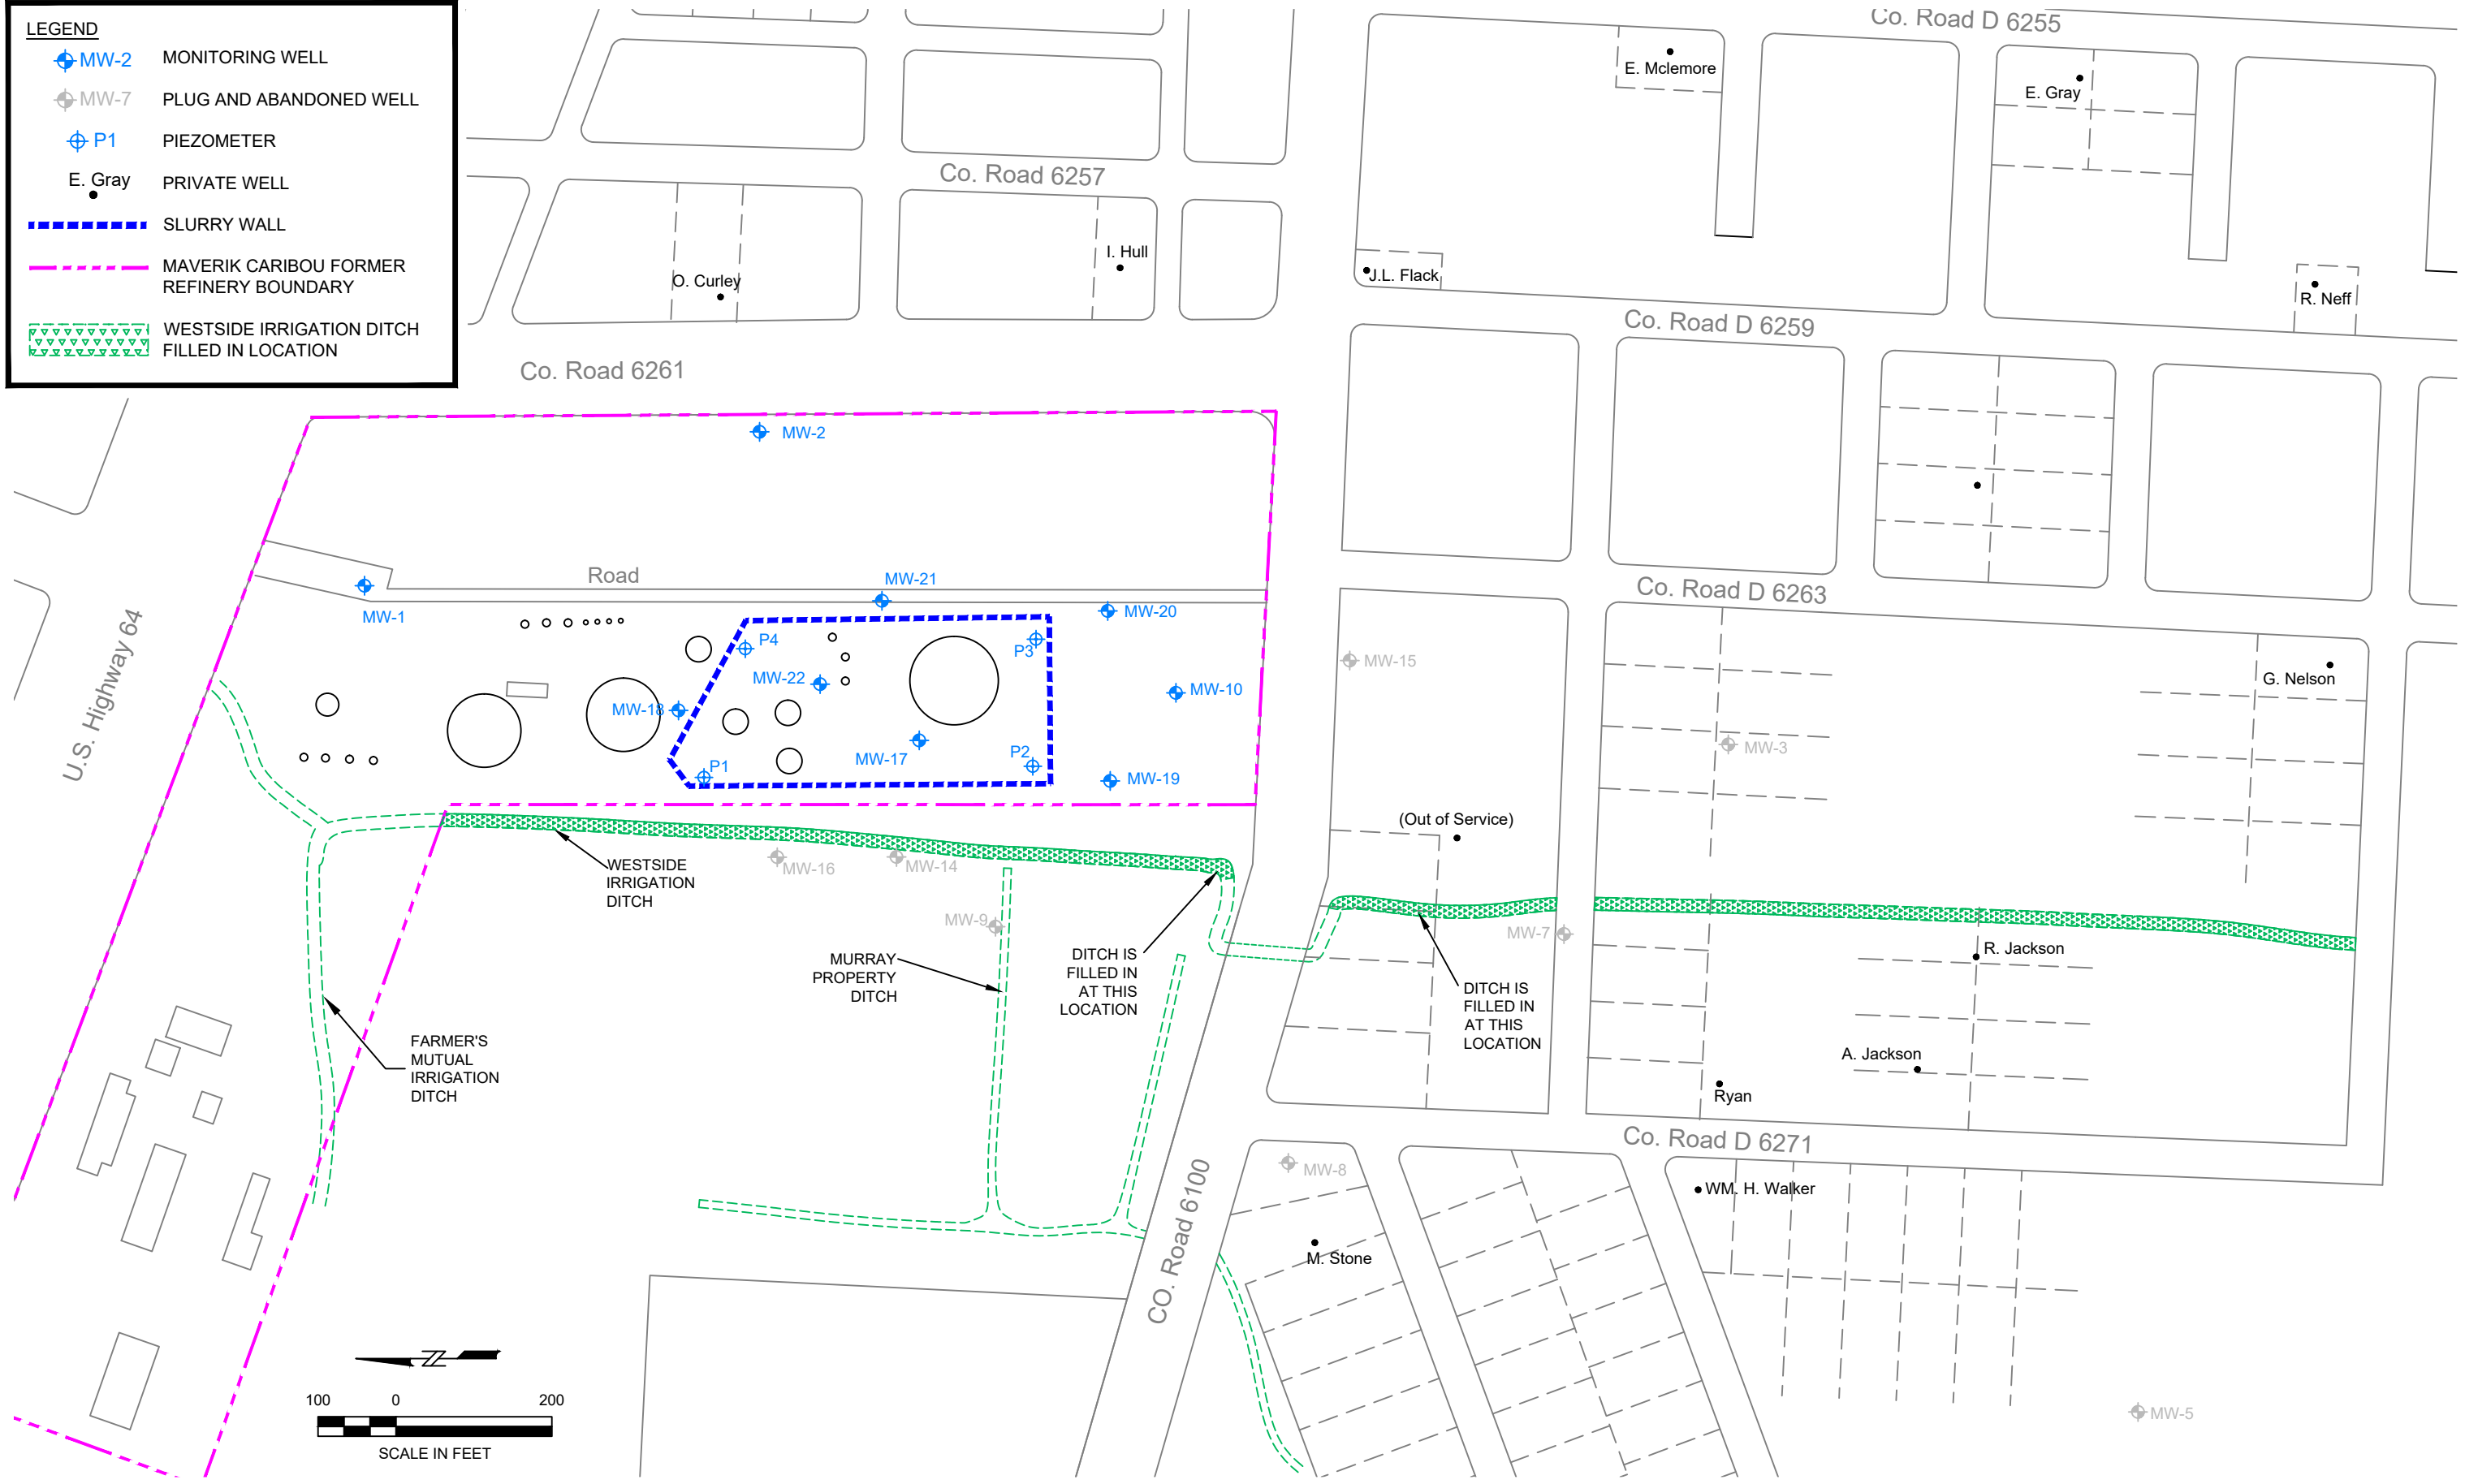 LEGEND
MW-2 MONITORING WELL
MW-7 PLUG AND ABANDONED WELL
P1 PIEZOMETER
E. Gray PRIVATE WELL
SLURRY WALL
MAVERIK CARIBOU FORMER
REFINERY BOUNDARY
WESTSIDE IRRIGATION DITCH
FILLED IN LOCATION
Co. Road D 6255
E. Mclemore
E. Gray
Co. Road 6257
I. Hull
O. Curley
J.L. Flack
R. Neff
Co. Road D 6259
Co. Road 6261
MW-2
Road
MW-21
MW-1
MW-20
P4
P3
MW-22
MW-18
MW-10
MW-17
P2
P1
MW-19
U.S. Highway 64
Co. Road D 6263
MW-15
MW-3
G. Nelson
(Out of Service)
WESTSIDE
IRRIGATION
DITCH
MW-16
MW-14
MW-9
MURRAY
PROPERTY
DITCH
DITCH IS
FILLED IN
AT THIS
LOCATION
MW-7
DITCH IS
FILLED IN
AT THIS
LOCATION
R. Jackson
A. Jackson
Ryan
FARMER'S
MUTUAL
IRRIGATION
DITCH
Co. Road D 6271
MW-8
WM. H. Walker
M. Stone
CO. Road 6100
MW-5
N
100 0 200
SCALE IN FEET